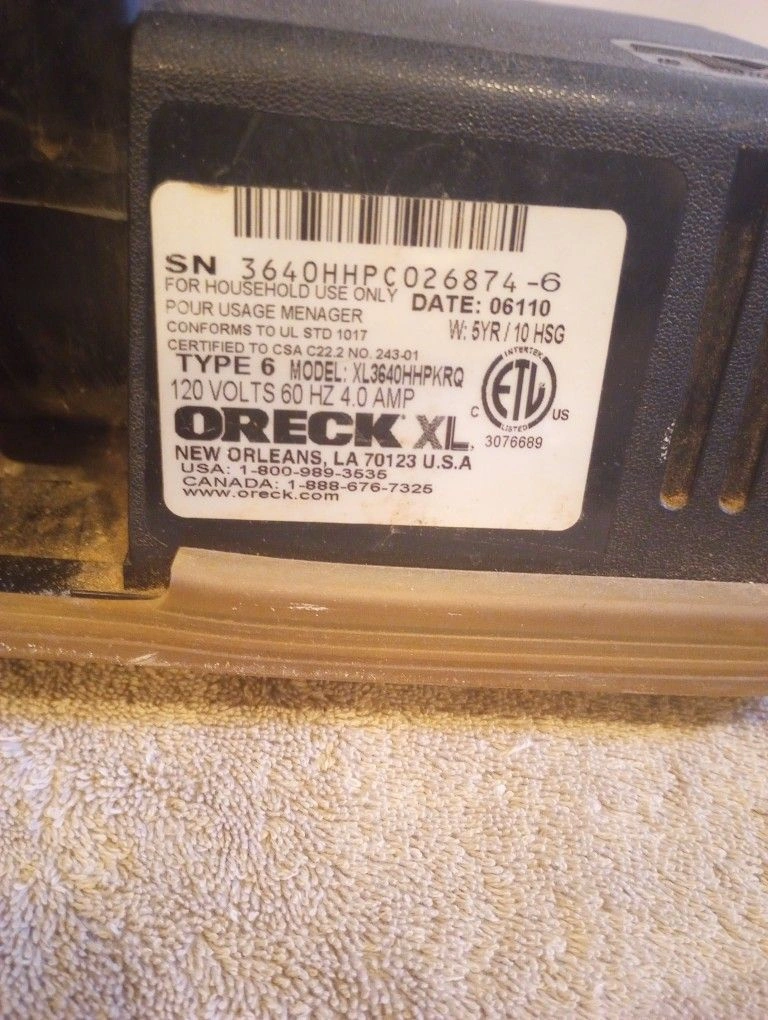 SN 3640HHPC026874-6
FOR HOUSEHOLD USE ONLY DATE: 06110
POUR USAGE MENAGER W: 5YR / 10 HSG
CONFORMS TO UL STD 1017
CERTIFIED TO CSA C22.2 NO. 243-01
TYPE 6 MODEL: XL3640HHPKRQ
120 VOLTS 60 HZ 4.0 AMP
INTERTEK
ETL
C US
LISTED
3076689
ORECK XL
NEW ORLEANS, LA 70123 U.S.A
USA: 1-800-989-3535
CANADA: 1-888-676-7325
www.oreck.com